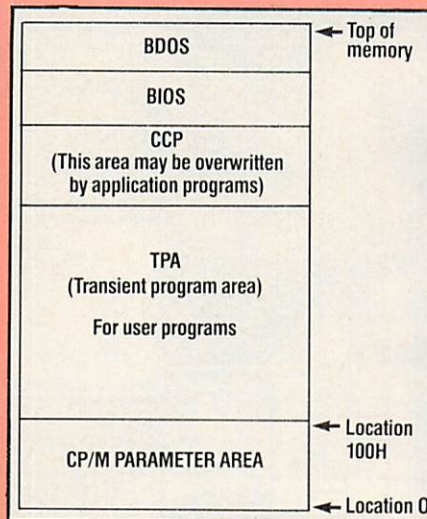 BDOS
← Top of
memory
BIOS
CCP
(This area may be overwritten
by application programs)
TPA
(Transient program area)
For user programs
← Location
100H
CP/M PARAMETER AREA
← Location 0